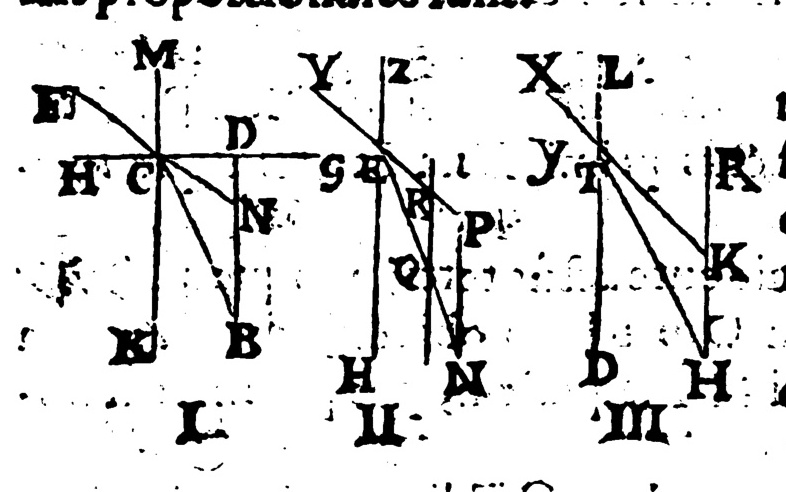 M V Z X L
E D
H C G E y T R
N R P
Q K
K B H N D H
I. II III